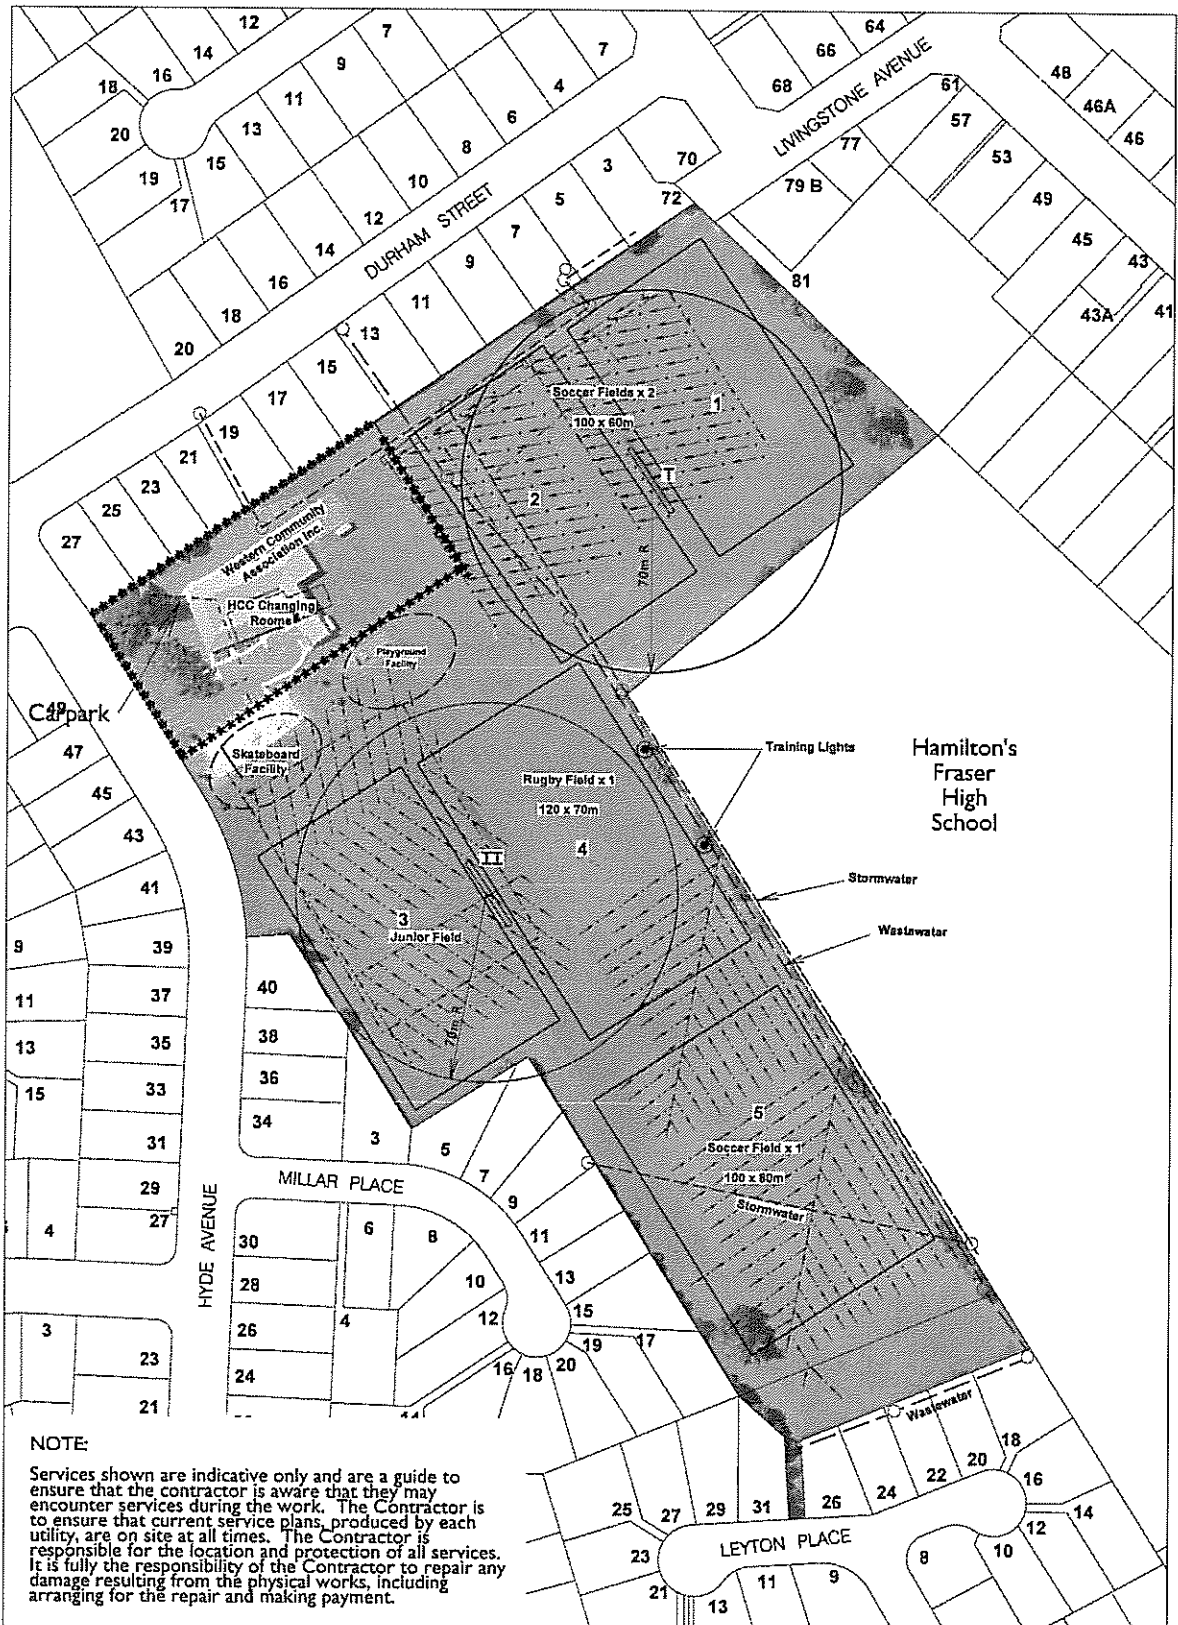 12
14
16
18
20
19
17
15
13
11
9
7
7
4
6
8
10
12
14
16
18
20
DURHAM STREET
64
66
68
LIVINGSTONE AVENUE
48
46A
46
61
57
53
49
45
43
43A
41
77
79 B
81
70
72
3
5
7
9
11
13
15
17
19
21
23
25
27
Soccer Fields x 2
100 x 60m
1
2
T
70m R
Western Community
Association Inc.
HCC Changing
Rooms
Playground
Facility
Carpark
Skateboard
Facility
47
45
43
41
39
37
35
33
31
29
27
9
11
13
15
4
3
23
21
Rugby Field x 1
120 x 70m
4
II
3
Junior Field
70m R
Training Lights
Hamilton's
Fraser
High
School
Stormwater
Wastewater
40
38
36
34
3
5
7
9
11
13
15
19
17
MILLAR PLACE
HYDE AVENUE
30
28
26
24
6
4
8
10
12
16
18
20
5
Soccer Field x 1
100 x 80m
Stormwater
Wastewater
25
27
29
31
26
24
22
20
18
16
14
12
10
8
23
21
13
11
9
LEYTON PLACE
NOTE:
Services shown are indicative only and are a guide to
ensure that the contractor is aware that they may
encounter services during the work. The Contractor is
to ensure that current service plans, produced by each
utility, are on site at all times. The Contractor is
responsible for the location and protection of all services.
It is fully the responsibility of the Contractor to repair any
damage resulting from the physical works, including
arranging for the repair and making payment.